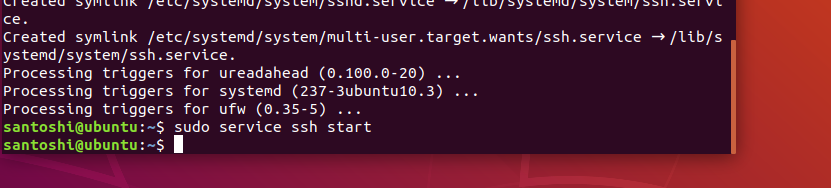 Created symlink /etc/systemd/system/sshd.service → /lib/systemd/system/ssh.servi
ce.
Created symlink /etc/systemd/system/multi-user.target.wants/ssh.service → /lib/s
ystemd/system/ssh.service.
Processing triggers for ureadahead (0.100.0-20) ...
Processing triggers for systemd (237-3ubuntu10.3) ...
Processing triggers for ufw (0.35-5) ...
santoshi@ubuntu:~$ sudo service ssh start
santoshi@ubuntu:~$